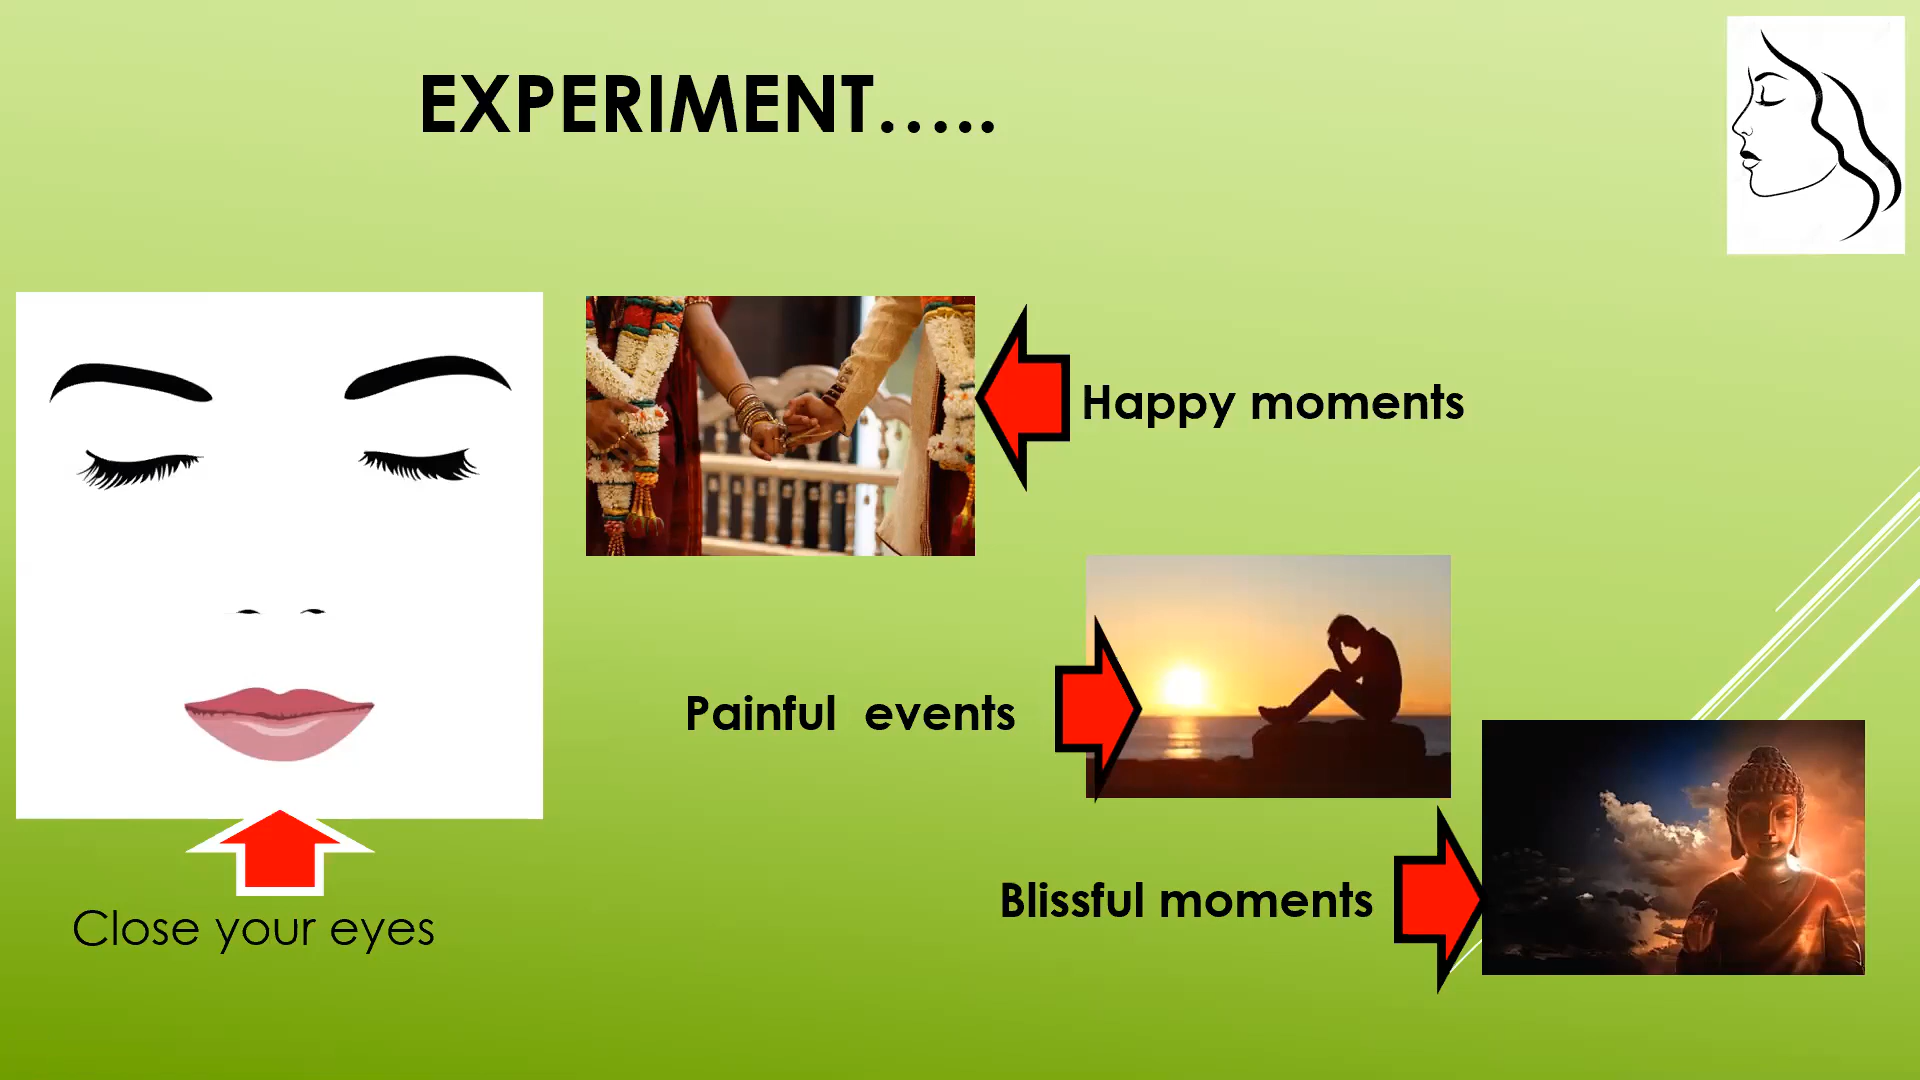 EXPERIMENT.....
Happy moments
Painful  events
Blissful moments
Close your eyes